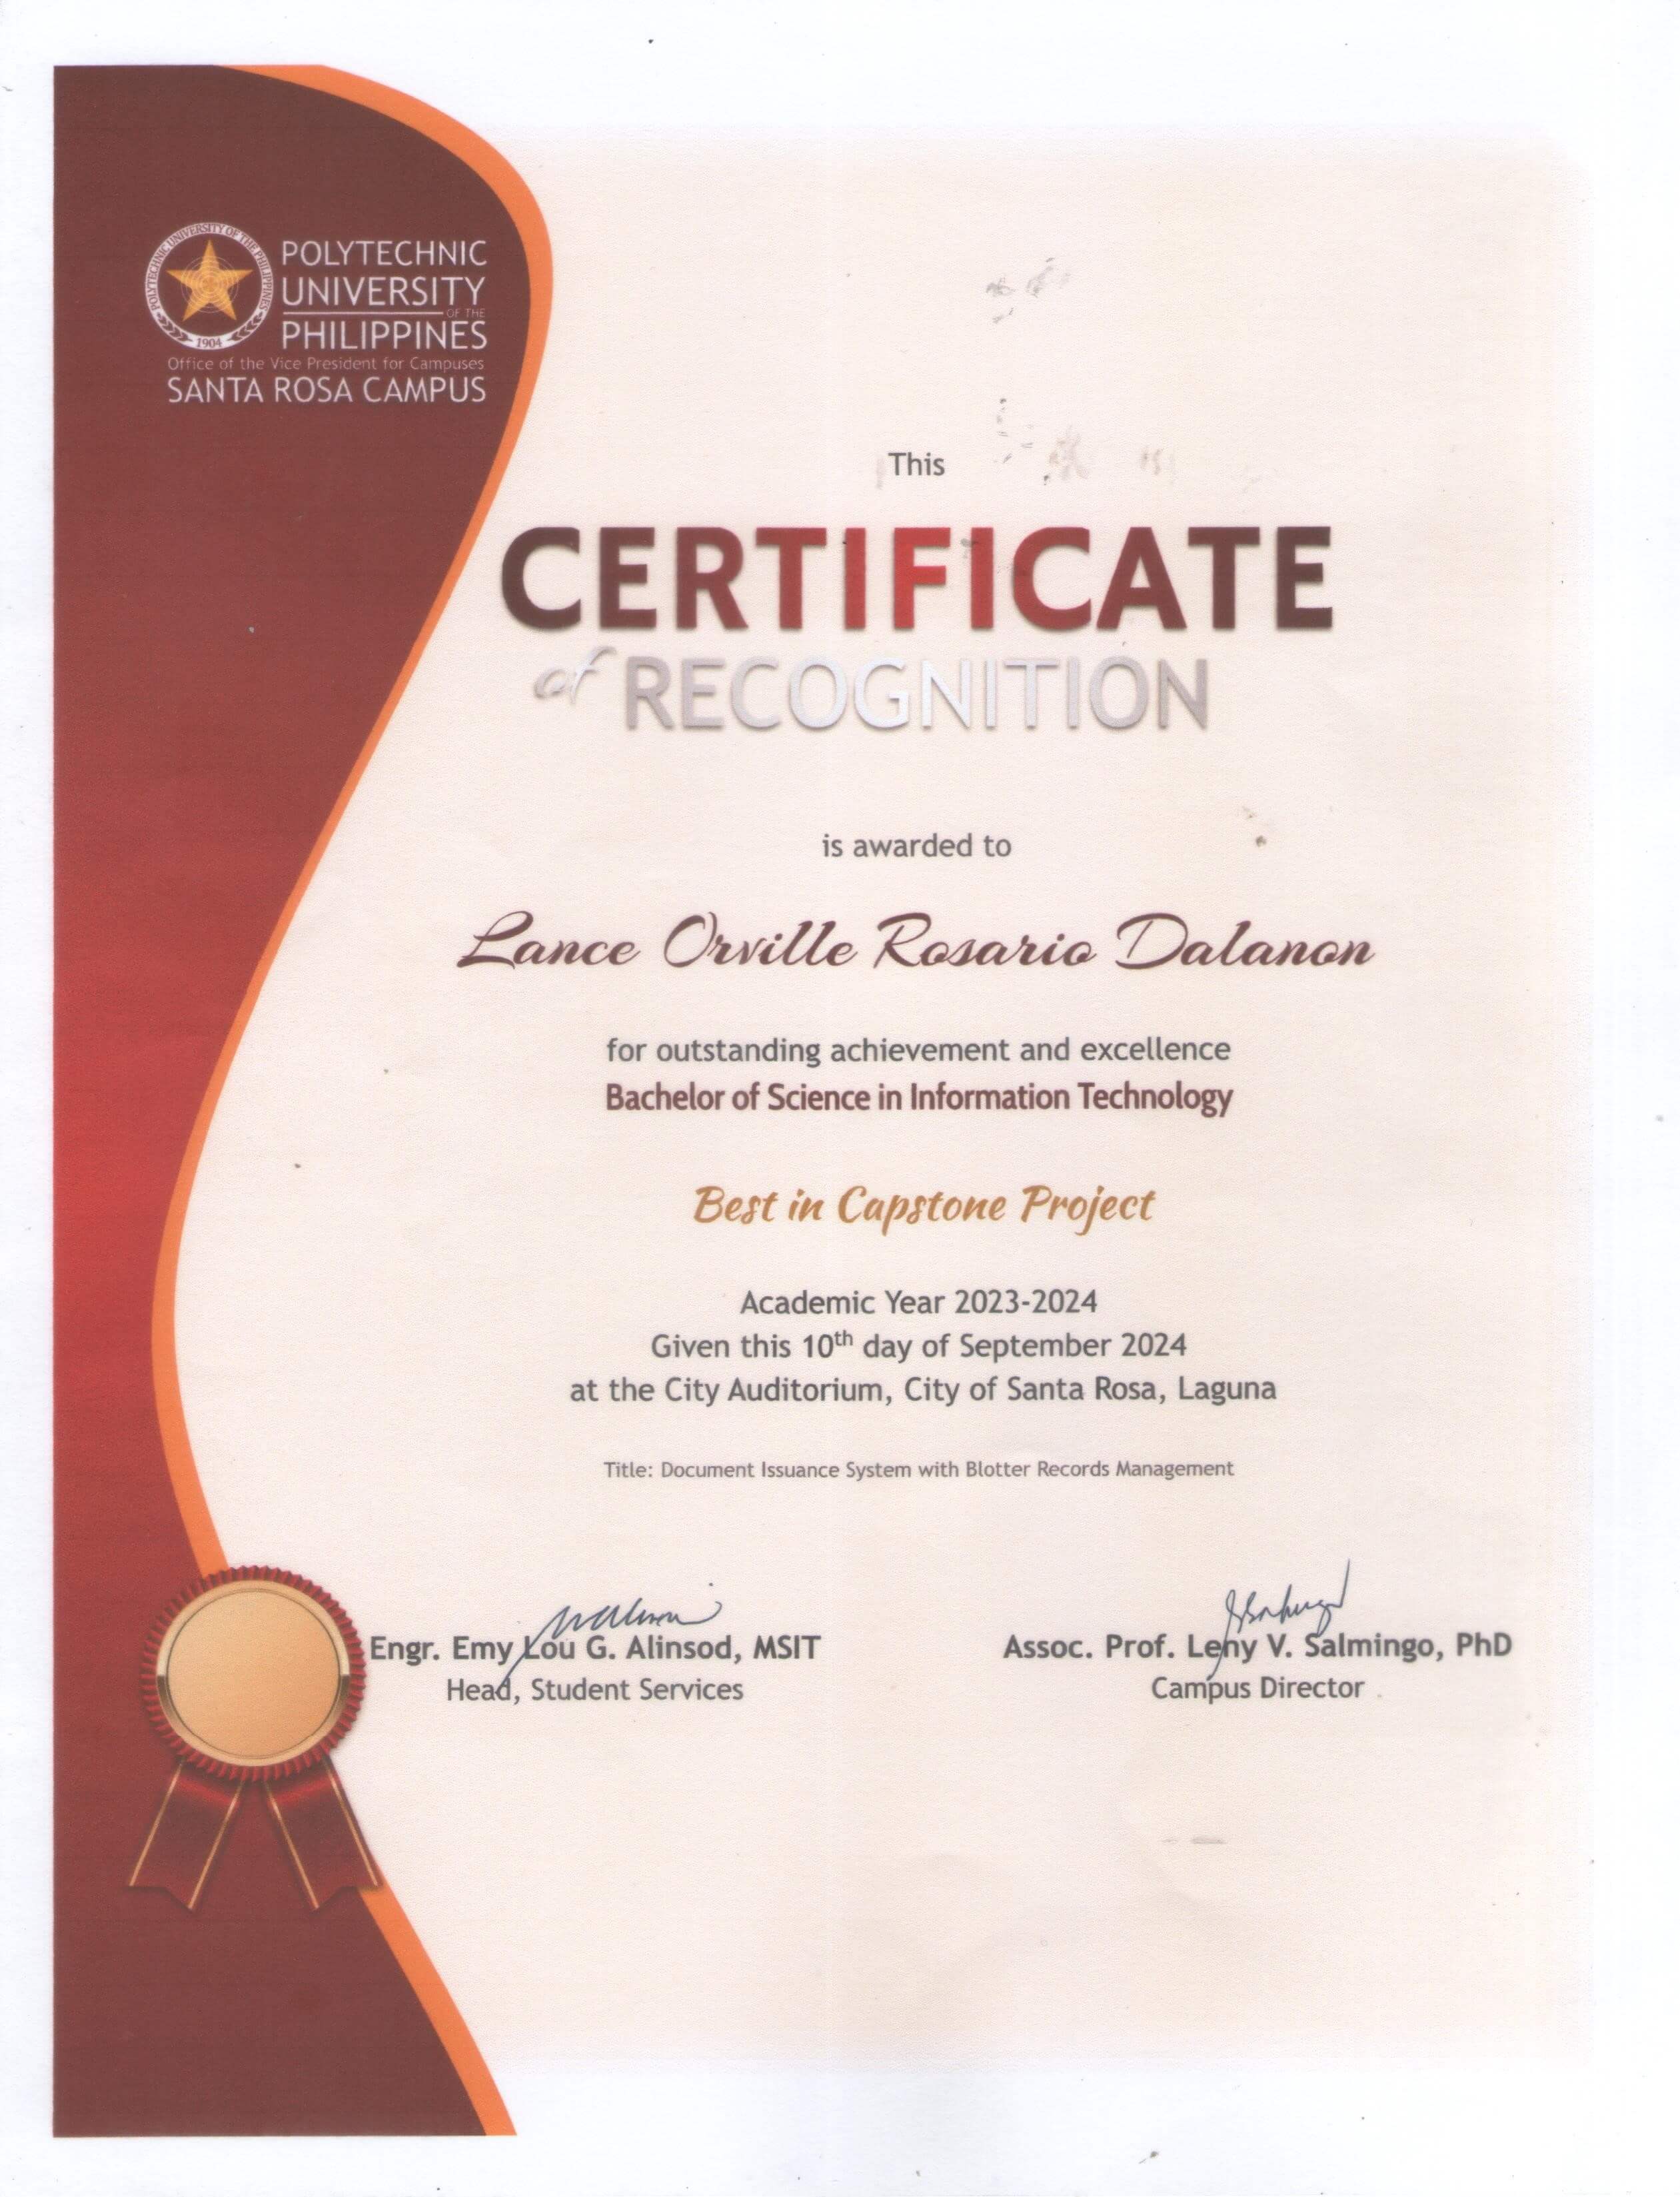 POLYTECHNIC UNIVERSITY OF THE PHILIPPINES
1904
POLYTECHNIC
UNIVERSITY
OF THE
PHILIPPINES
Office of the Vice President for Campuses
SANTA ROSA CAMPUS
This
CERTIFICATE
of RECOGNITION
is awarded to
Lance Orville Rosario Dalanon
for outstanding achievement and excellence
Bachelor of Science in Information Technology
Best in Capstone Project
Academic Year 2023-2024
Given this 10th day of September 2024
at the City Auditorium, City of Santa Rosa, Laguna
Title: Document Issuance System with Blotter Records Management
Engr. Emy Lou G. Alinsod, MSIT
Head, Student Services
Assoc. Prof. Leny V. Salmingo, PhD
Campus Director